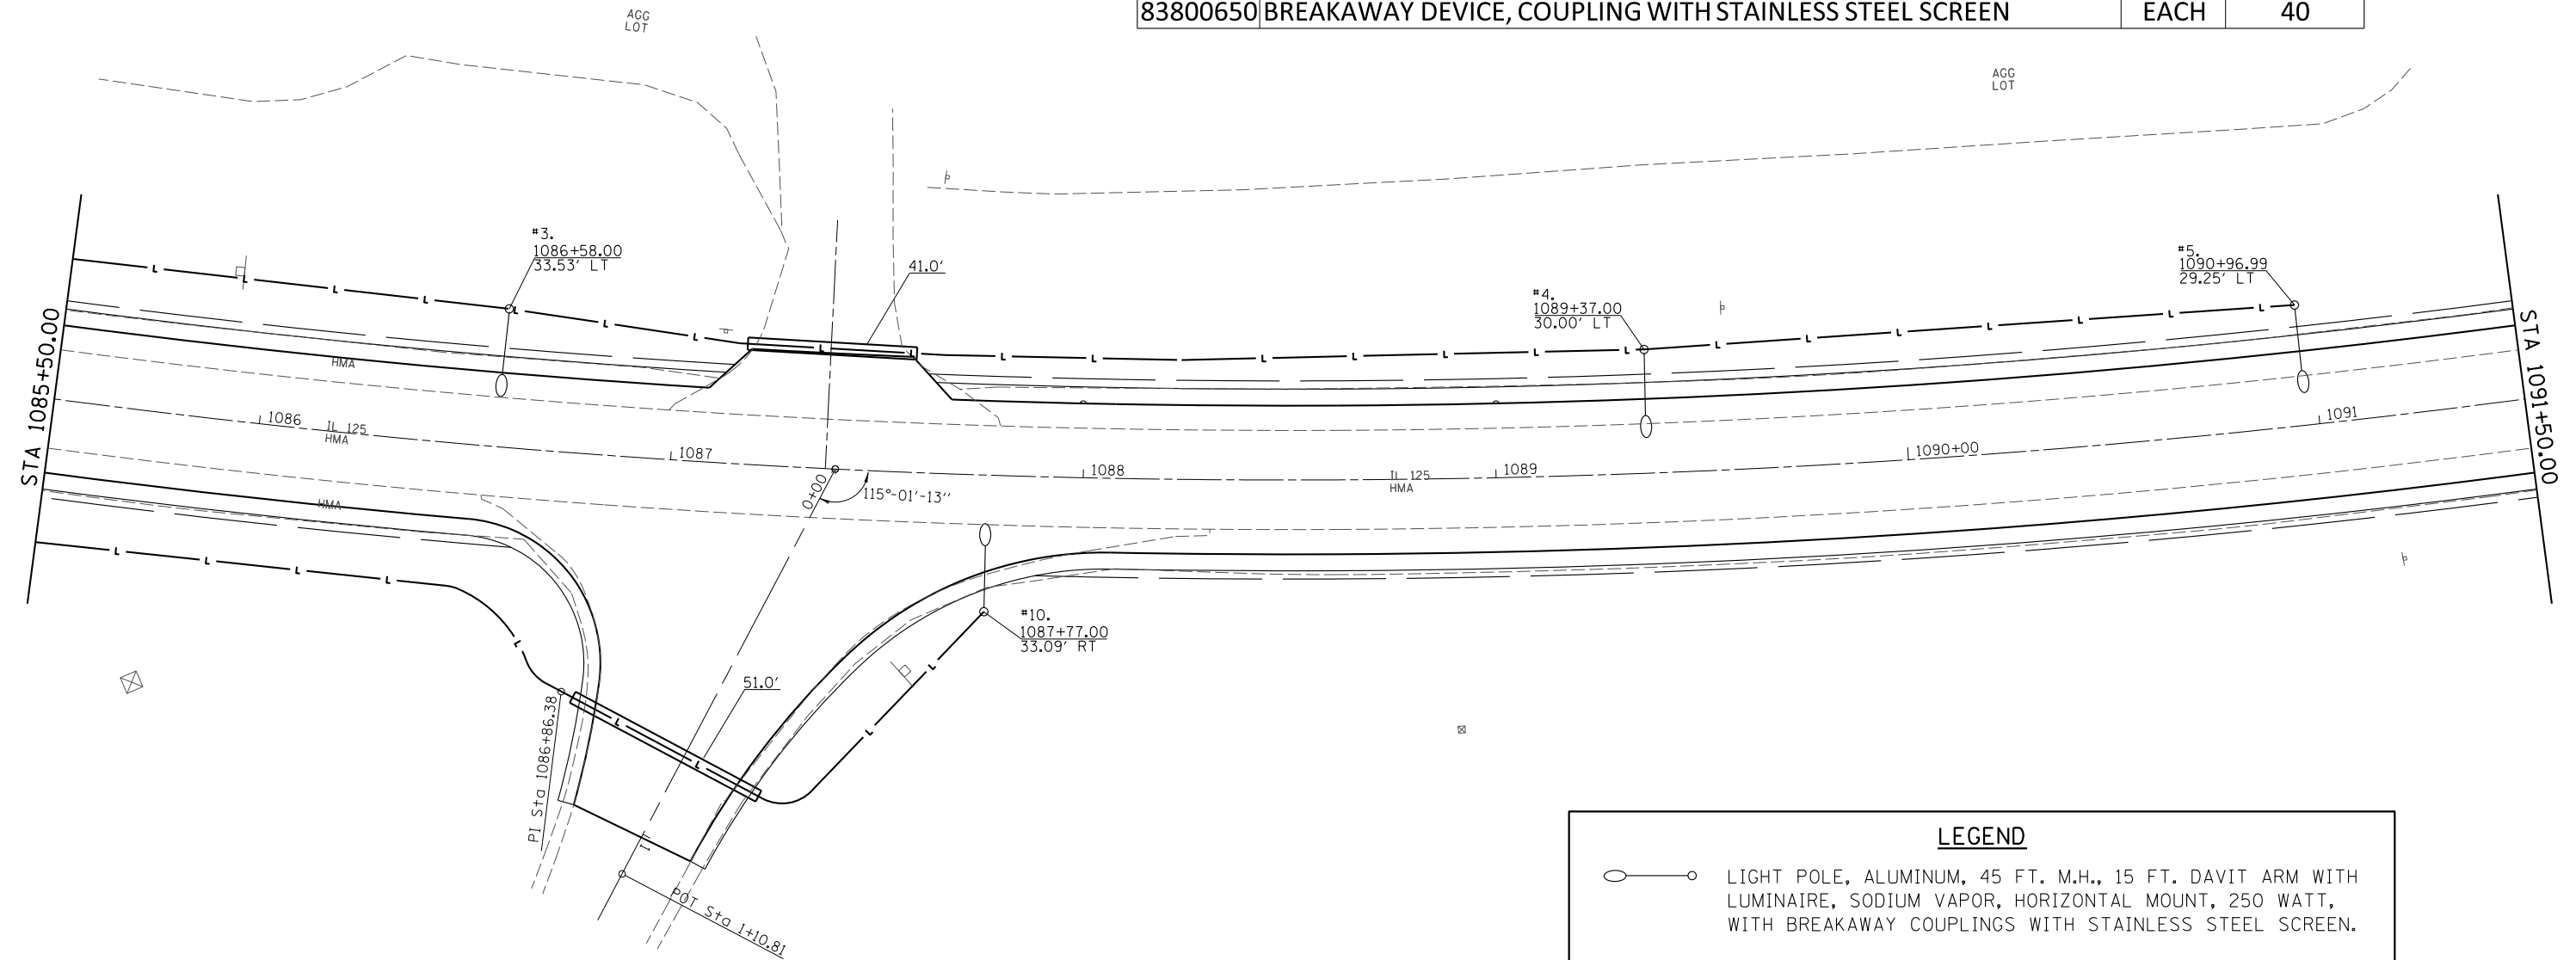 83800650 BREAKAWAY DEVICE, COUPLING WITH STAINLESS STEEL SCREEN EACH 40
AGG
LOT
AGG
LOT
#3.
1086+58.00
33.53' LT
41.0'
#4.
1089+37.00
30.00' LT
#5.
1090+96.99
29.25' LT
STA 1085+50.00
STA 1091+50.00
L L L L L L L L L L L L L L L L L L L L L L L L
HMA
1086
IL 125
HMA
1087
1088
IL 125
HMA
1089
1090+00
1091
0+00
115°-01'-13''
HMA
L L L L L
#10.
1087+77.00
33.09' RT
51.0'
L L L L
PI Sta 1086+86.38
1
POT Sta 1+10.81
LEGEND
LIGHT POLE, ALUMINUM, 45 FT. M.H., 15 FT. DAVIT ARM WITH
LUMINAIRE, SODIUM VAPOR, HORIZONTAL MOUNT, 250 WATT,
WITH BREAKAWAY COUPLINGS WITH STAINLESS STEEL SCREEN.